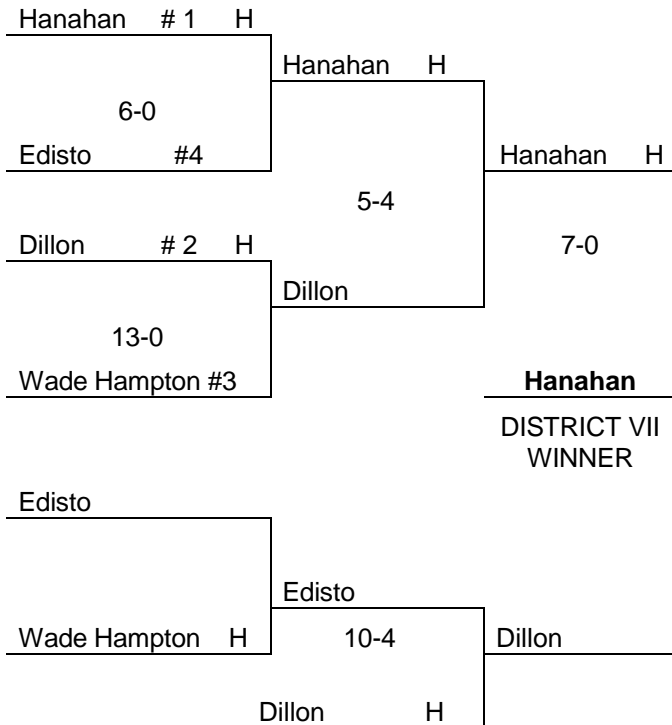 Hanahan # 1 H
Hanahan H
6-0
Edisto #4
Hanahan H
5-4
Dillon # 2 H
7-0
Dillon
13-0
Wade Hampton #3
Hanahan
DISTRICT VII
WINNER
Edisto
Edisto
Wade Hampton H
10-4
Dillon
Dillon H